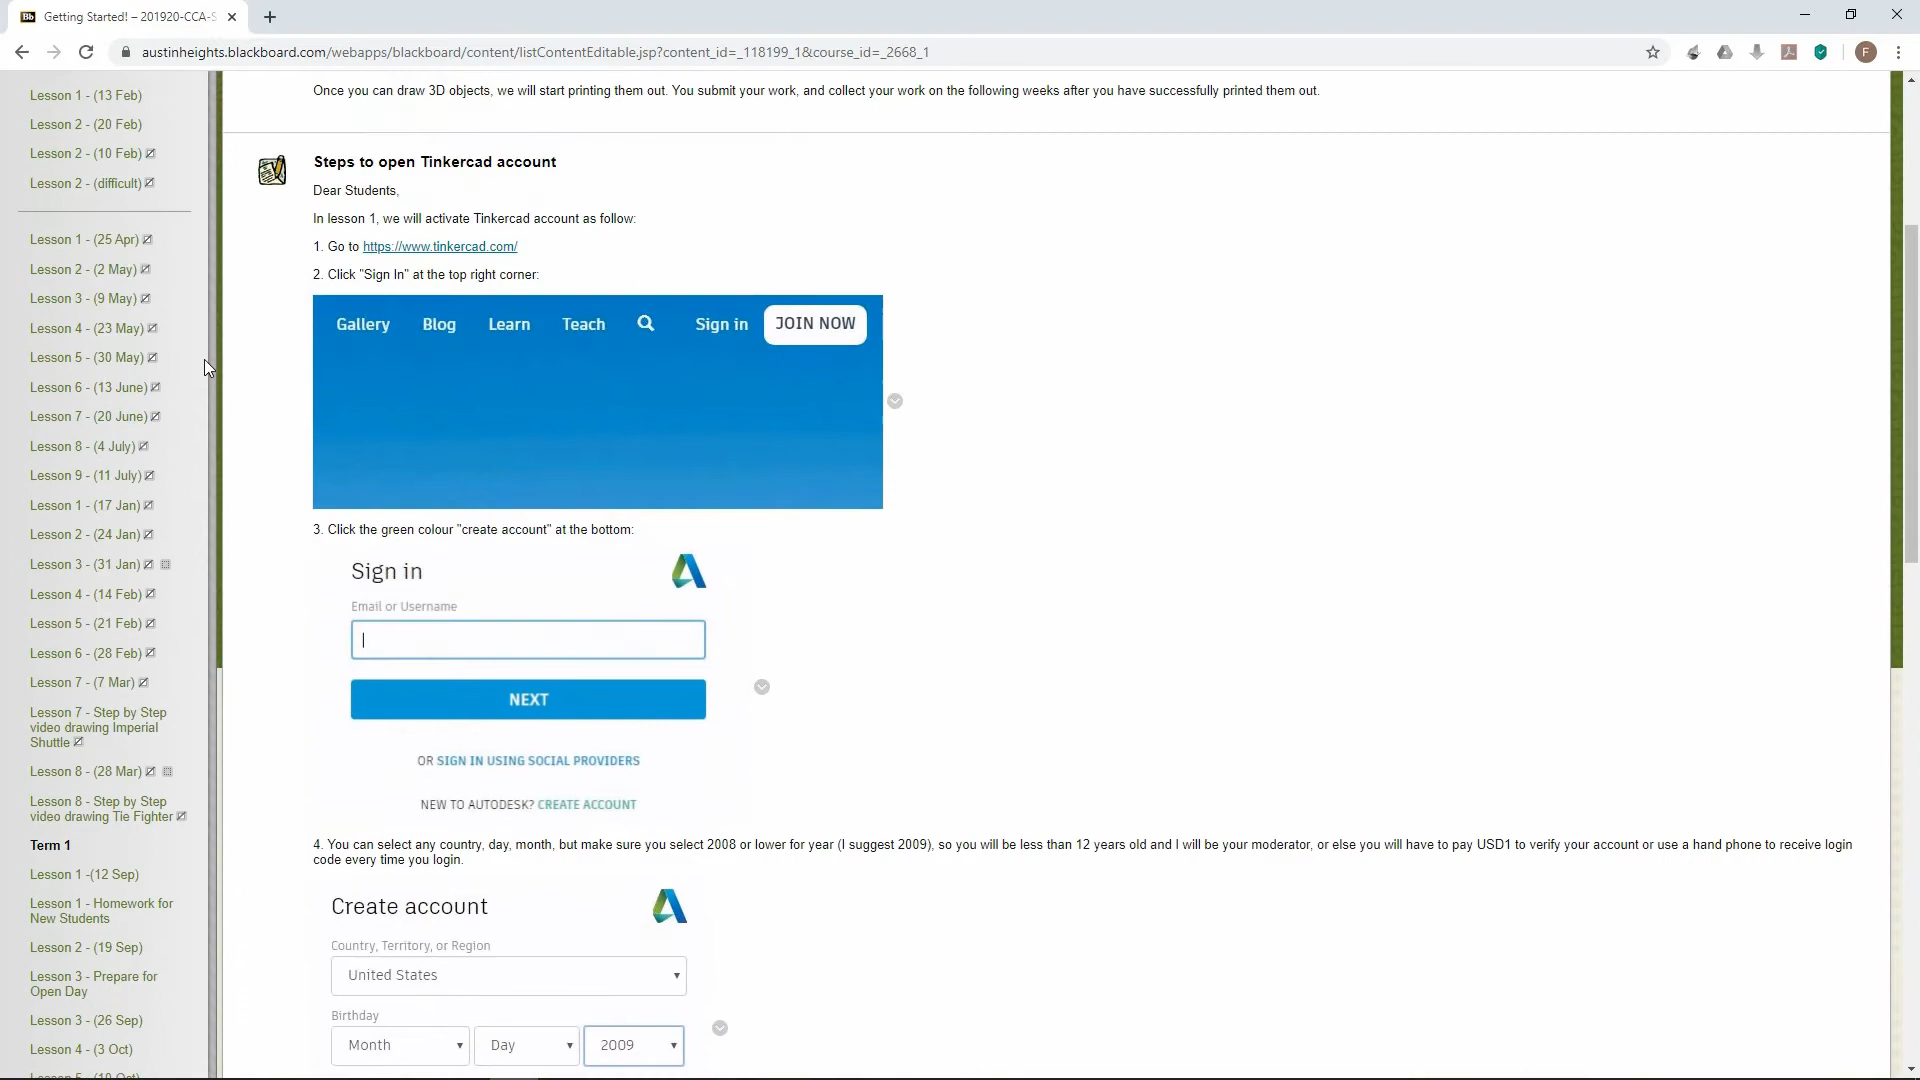 Bb Getting Started! – 201920-CCA-S
austinheights.blackboard.com/webapps/blackboard/content/listContentEditable.jsp?content_id=_118199_1&course_id=_2668_1
F
Lesson 1 - (13 Feb)
Lesson 2 - (20 Feb)
Lesson 2 - (10 Feb)
Lesson 2 - (difficult)
Lesson 1 - (25 Apr)
Lesson 2 - (2 May)
Lesson 3 - (9 May)
Lesson 4 - (23 May)
Lesson 5 - (30 May)
Lesson 6 - (13 June)
Lesson 7 - (20 June)
Lesson 8 - (4 July)
Lesson 9 - (11 July)
Lesson 1 - (17 Jan)
Lesson 2 - (24 Jan)
Lesson 3 - (31 Jan)
Lesson 4 - (14 Feb)
Lesson 5 - (21 Feb)
Lesson 6 - (28 Feb)
Lesson 7 - (7 Mar)
Lesson 7 - Step by Step
video drawing Imperial
Shuttle
Lesson 8 - (28 Mar)
Lesson 8 - Step by Step
video drawing Tie Fighter
Term 1
Lesson 1 -(12 Sep)
Lesson 1 - Homework for
New Students
Lesson 2 - (19 Sep)
Lesson 3 - Prepare for
Open Day
Lesson 3 - (26 Sep)
Lesson 4 - (3 Oct)
Lesson 5 - (10 Oct)
Once you can draw 3D objects, we will start printing them out. You submit your work, and collect your work on the following weeks after you have successfully printed them out.
Steps to open Tinkercad account
Dear Students,
In lesson 1, we will activate Tinkercad account as follow:
1. Go to https://www.tinkercad.com/
2. Click "Sign In" at the top right corner:
Gallery Blog Learn Teach Sign in JOIN NOW
3. Click the green colour "create account" at the bottom:
Sign in
Email or Username
NEXT
OR SIGN IN USING SOCIAL PROVIDERS
NEW TO AUTODESK? CREATE ACCOUNT
4. You can select any country, day, month, but make sure you select 2008 or lower for year (I suggest 2009), so you will be less than 12 years old and I will be your moderator, or else you will have to pay USD1 to verify your account or use a hand phone to receive login
code every time you login.
Create account
Country, Territory, or Region
United States
Birthday
Month Day 2009